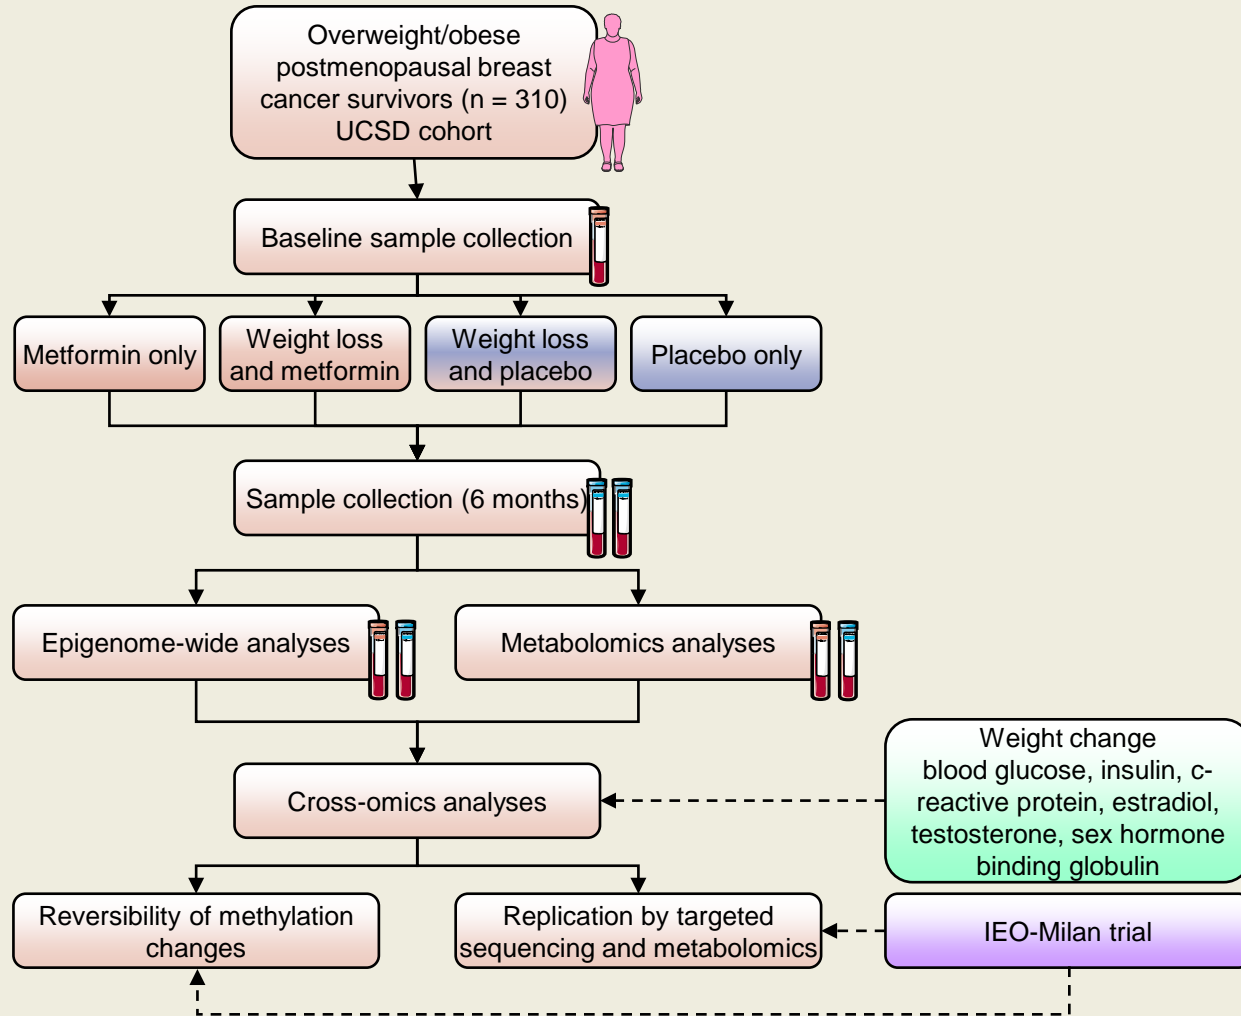 Overweight/obese
postmenopausal breast
cancer survivors (n = 310)
UCSD cohort
Baseline sample collection
Metformin only
Weight loss
and metformin
Weight loss
and placebo
Placebo only
Sample collection (6 months)
Epigenome-wide analyses
Metabolomics analyses
Weight change
blood glucose, insulin, c-
reactive protein, estradiol,
testosterone, sex hormone
binding globulin
Cross-omics analyses
Reversibility of methylation
changes
Replication by targeted
sequencing and metabolomics
IEO-Milan trial